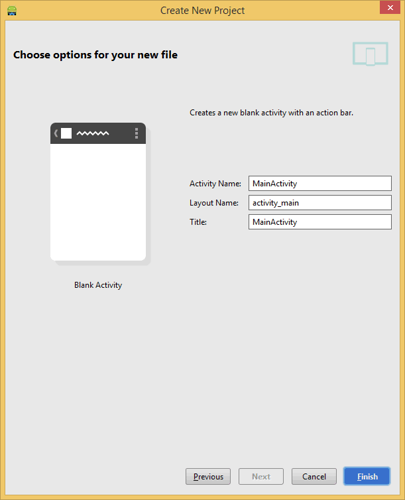 Create New Project
Choose options for your new file
Creates a new blank activity with an action bar.
Activity Name: MainActivity
Layout Name: activity_main
Title: MainActivity
Blank Activity
Previous Next Cancel Finish